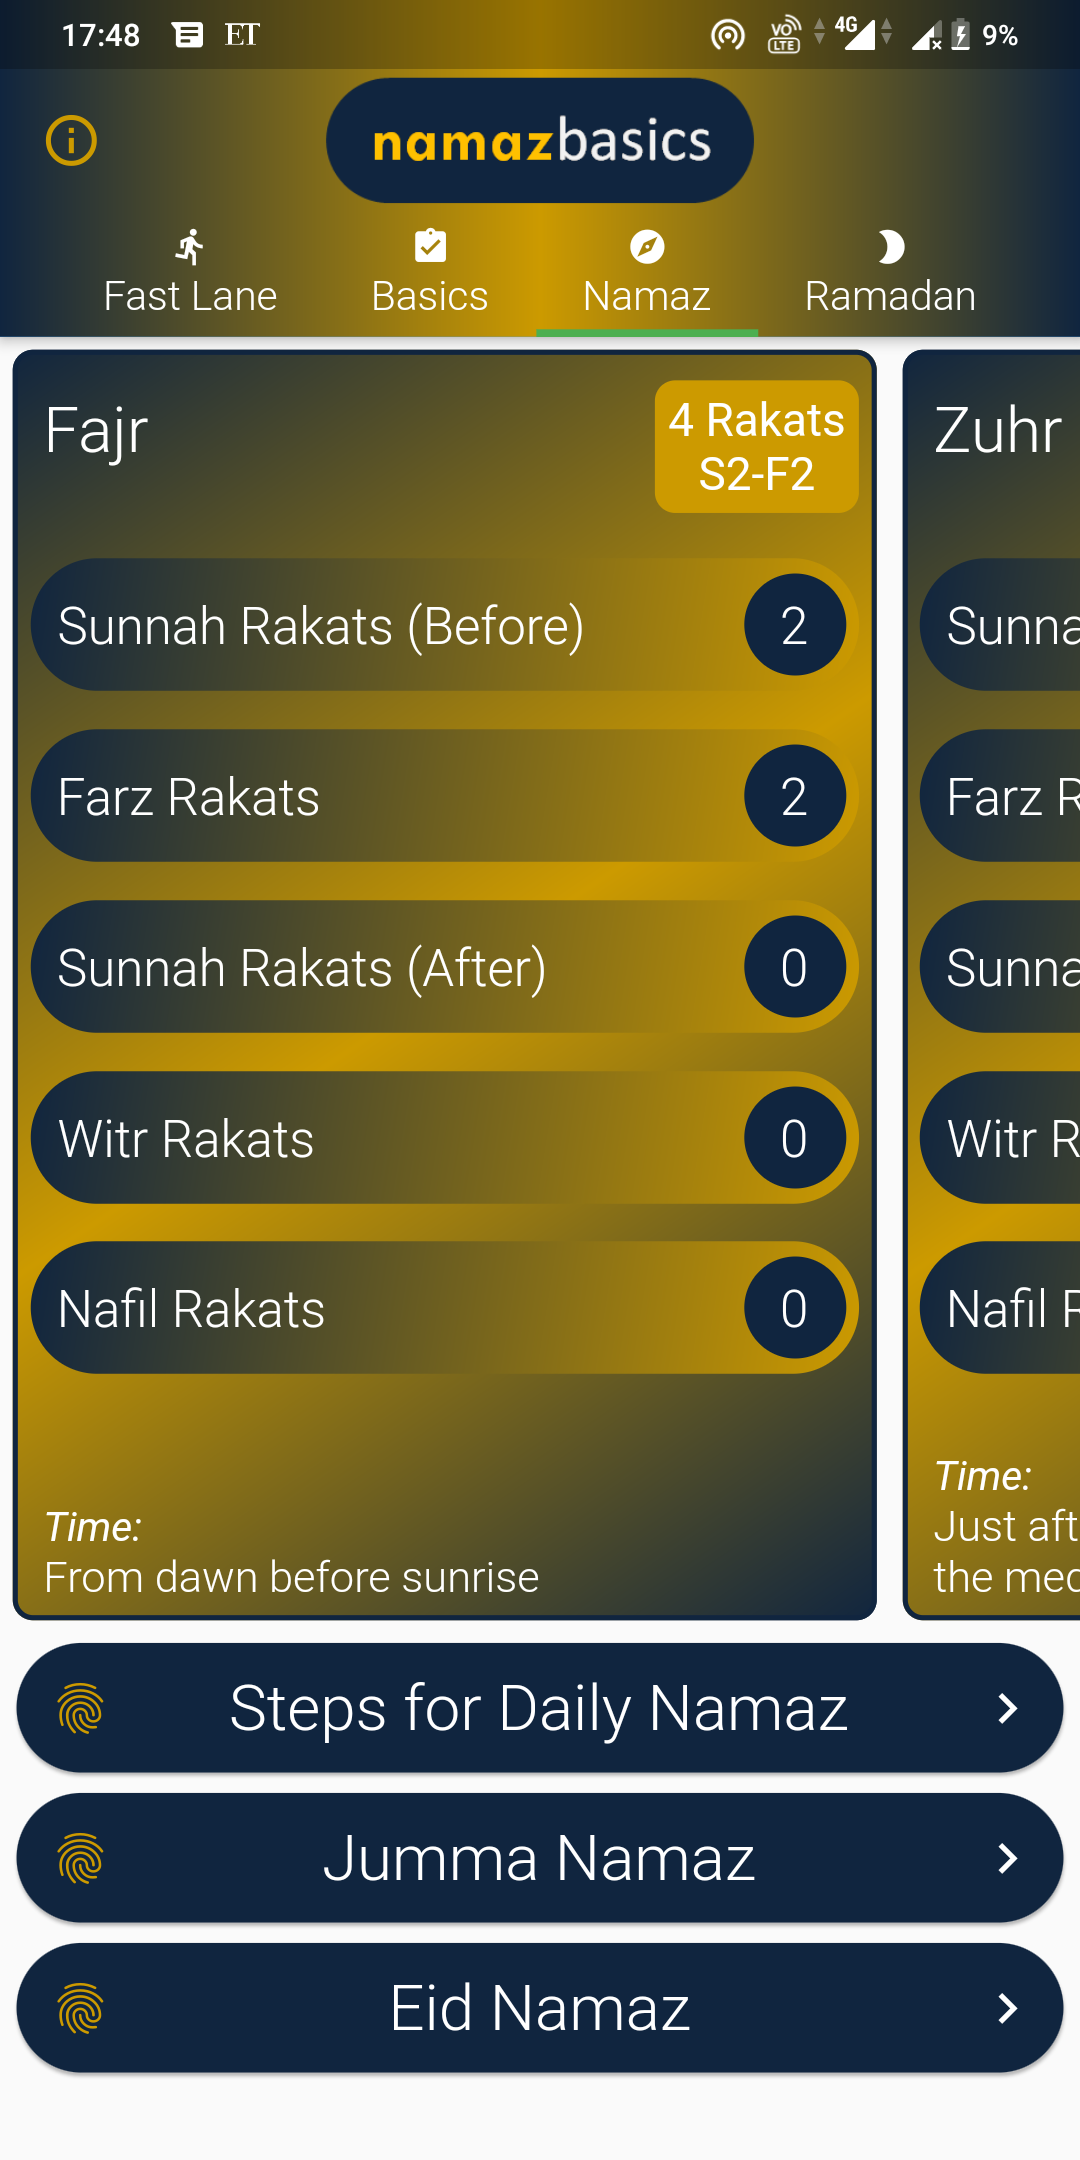 17:48 ET VO LTE 4G 9%
namazbasics
Fast Lane Basics Namaz Ramadan
Fajr
4 Rakats
S2-F2
Sunnah Rakats (Before) 2
Farz Rakats 2
Sunnah Rakats (After) 0
Witr Rakats 0
Nafil Rakats 0
Time:
From dawn before sunrise
Zuhr
Sunna
Farz R
Sunna
Witr R
Nafil R
Time:
Just aft
the med
Steps for Daily Namaz
Jumma Namaz
Eid Namaz